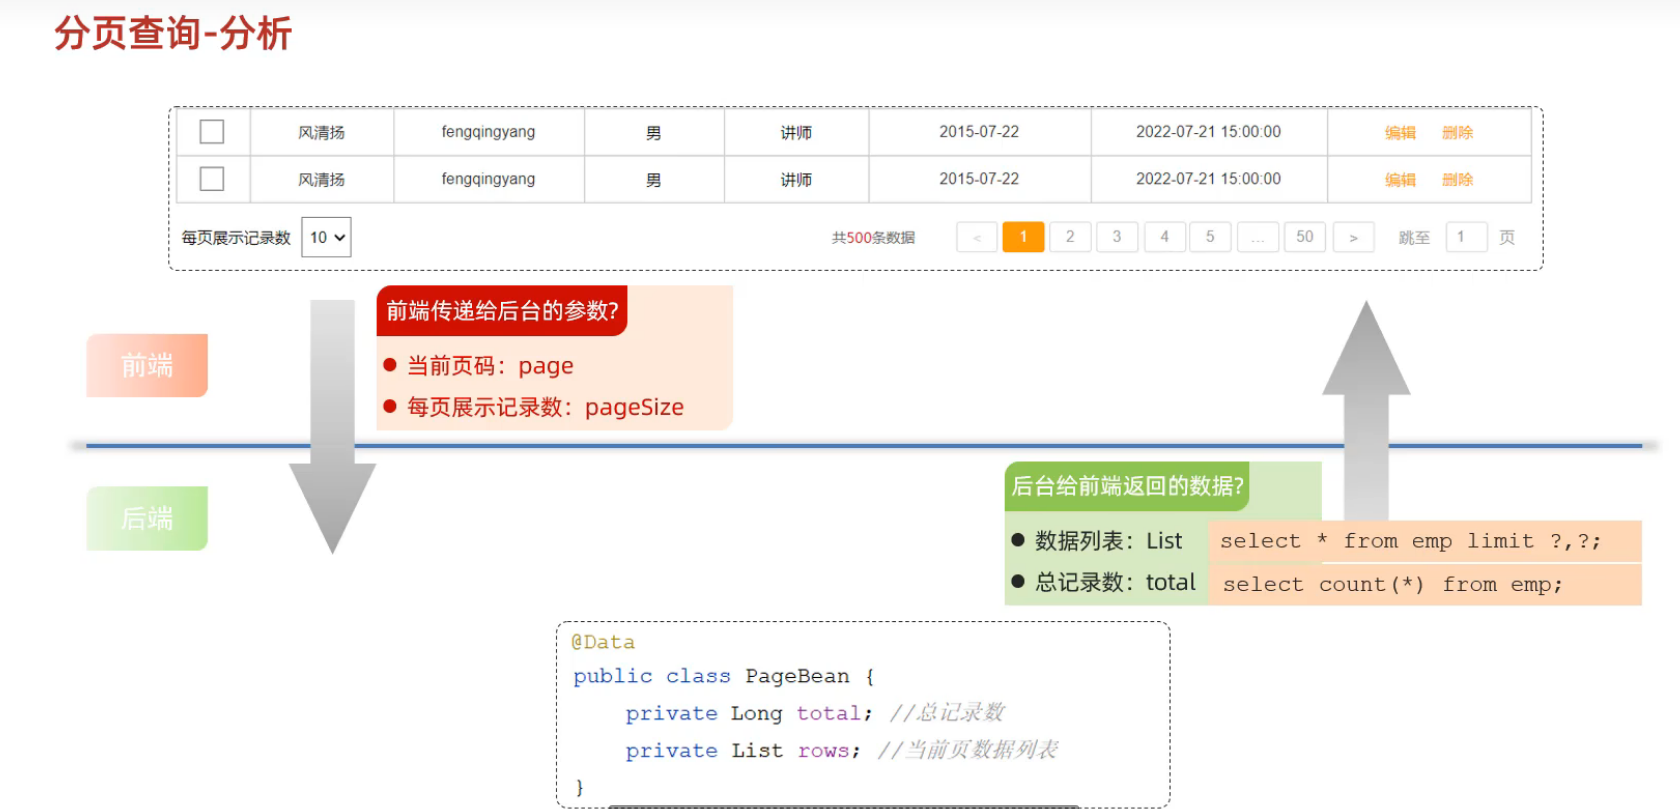 分页查询-分析
风清扬 fengqingyang 男 讲师 2015-07-22 2022-07-21 15:00:00 编辑 删除
风清扬 fengqingyang 男 讲师 2015-07-22 2022-07-21 15:00:00 编辑 删除
每页展示记录数 10 共500条数据 < 1 2 3 4 5 ... 50 > 跳至 1 页
前端传递给后台的参数?
前端
当前页码：page
每页展示记录数：pageSize
后台给前端返回的数据?
后端
数据列表：List select * from emp limit ?,?;
总记录数：total select count(*) from emp;
@Data
public class PageBean {
private Long total; //总记录数
private List rows; //当前页数据列表
}